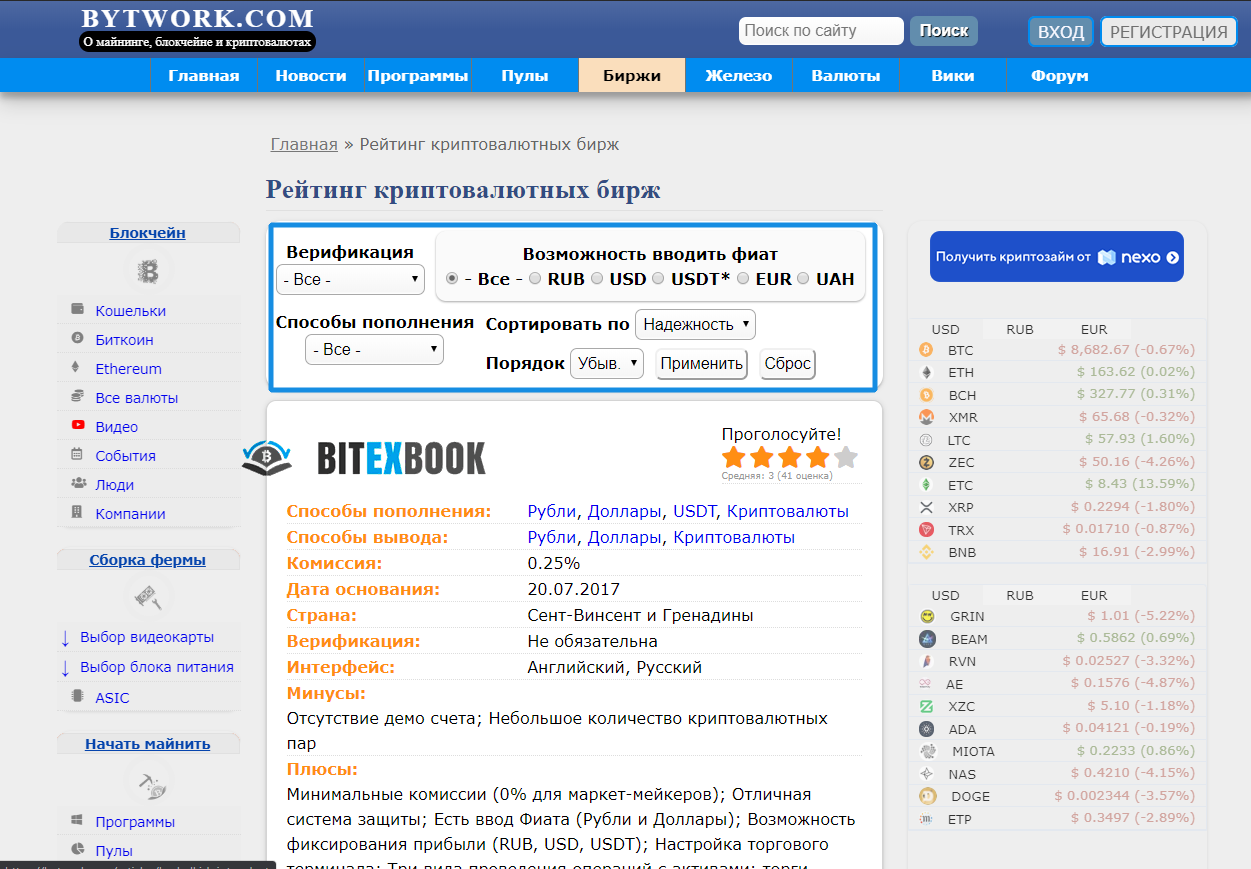 BYTWORK.COM
О майнинге, блокчейне и криптовалютах
Поиск по сайту
Поиск
ВХОД
РЕГИСТРАЦИЯ
Главная Новости Программы Пулы Биржи Железо Валюты Вики Форум
Главная » Рейтинг криптовалютных бирж
Рейтинг криптовалютных бирж
Блокчейн
Кошельки
Биткоин
Ethereum
Все валюты
Видео
События
Люди
Компании
Сборка фермы
Выбор видеокарты
Выбор блока питания
ASIC
Начать майнить
Программы
Пулы
Верификация
- Все -
Возможность вводить фиат
- Все - RUB USD USDT* EUR UAH
Способы пополнения
- Все -
Сортировать по Надежность
Порядок Убыв. Применить Сброс
BITEXBOOK
Проголосуйте!
Средняя: 3 (41 оценка)
Способы пополнения: Рубли, Доллары, USDT, Криптовалюты
Способы вывода: Рубли, Доллары, Криптовалюты
Комиссия: 0.25%
Дата основания: 20.07.2017
Страна: Сент-Винсент и Гренадины
Верификация: Не обязательна
Интерфейс: Английский, Русский
Минусы:
Отсутствие демо счета; Небольшое количество криптовалютных
пар
Плюсы:
Минимальные комиссии (0% для маркет-мейкеров); Отличная
система защиты; Есть ввод Фиата (Рубли и Доллары); Возможность
фиксирования прибыли (RUB, USD, USDT); Настройка торгового
терминала; Три вида проведения операций с активами: торги
Получить криптозайм от nexo
USD RUB EUR
BTC $ 8,682.67 (-0.67%)
ETH $ 163.62 (0.02%)
BCH $ 327.77 (0.31%)
XMR $ 65.68 (-0.32%)
LTC $ 57.93 (1.60%)
ZEC $ 50.16 (-4.26%)
ETC $ 8.43 (13.59%)
XRP $ 0.2294 (-1.80%)
TRX $ 0.01710 (-0.87%)
BNB $ 16.91 (-2.99%)
USD RUB EUR
GRIN $ 1.01 (-5.22%)
BEAM $ 0.5862 (0.69%)
RVN $ 0.02527 (-3.32%)
AE $ 0.1576 (-4.87%)
XZC $ 5.10 (-1.18%)
ADA $ 0.04121 (-0.19%)
MIOTA $ 0.2233 (0.86%)
NAS $ 0.4210 (-4.15%)
DOGE $ 0.002344 (-3.57%)
ETP $ 0.3497 (-2.89%)